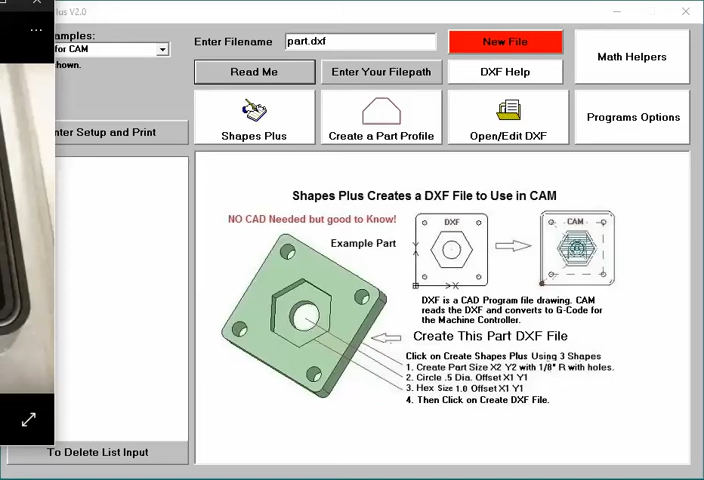 lus V2.0
amples:
for CAM
hown.
Enter Filename
part.dxf
New File
Math Helpers
Read Me
Enter Your Filepath
DXF Help
Shapes Plus
Create a Part Profile
Open/Edit DXF
Programs Options
nter Setup and Print
Shapes Plus Creates a DXF File to Use in CAM
NO CAD Needed but good to Know!
Example Part
DXF
X
CAM
DXF is a CAD Program file drawing. CAM
reads the DXF and converts to G-Code for
the Machine Controller.
Create This Part DXF File
Click on Create Shapes Plus Using 3 Shapes
1. Create Part Size X2 Y2 with 1/8" R with holes.
2. Circle .5 Dia. Offset X1 Y1
3. Hex Size 1.0 Offset X1 Y1
4. Then Click on Create DXF File.
To Delete List Input